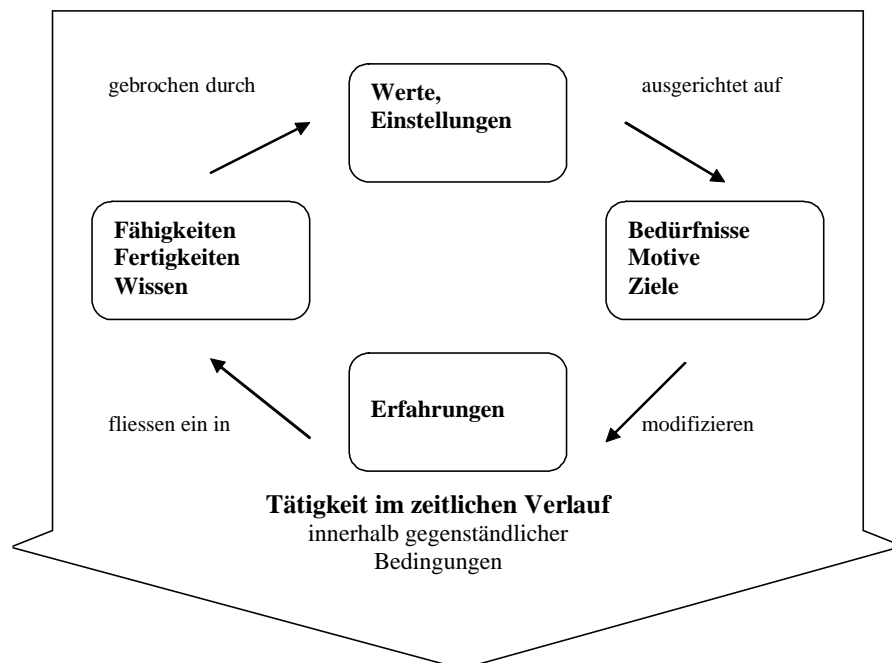 gebrochen durch
Werte,
Einstellungen
ausgerichtet auf
Fähigkeiten
Fertigkeiten
Wissen
Bedürfnisse
Motive
Ziele
fliessen ein in
Erfahrungen
modifizieren
Tätigkeit im zeitlichen Verlauf
innerhalb gegenständlicher
Bedingungen